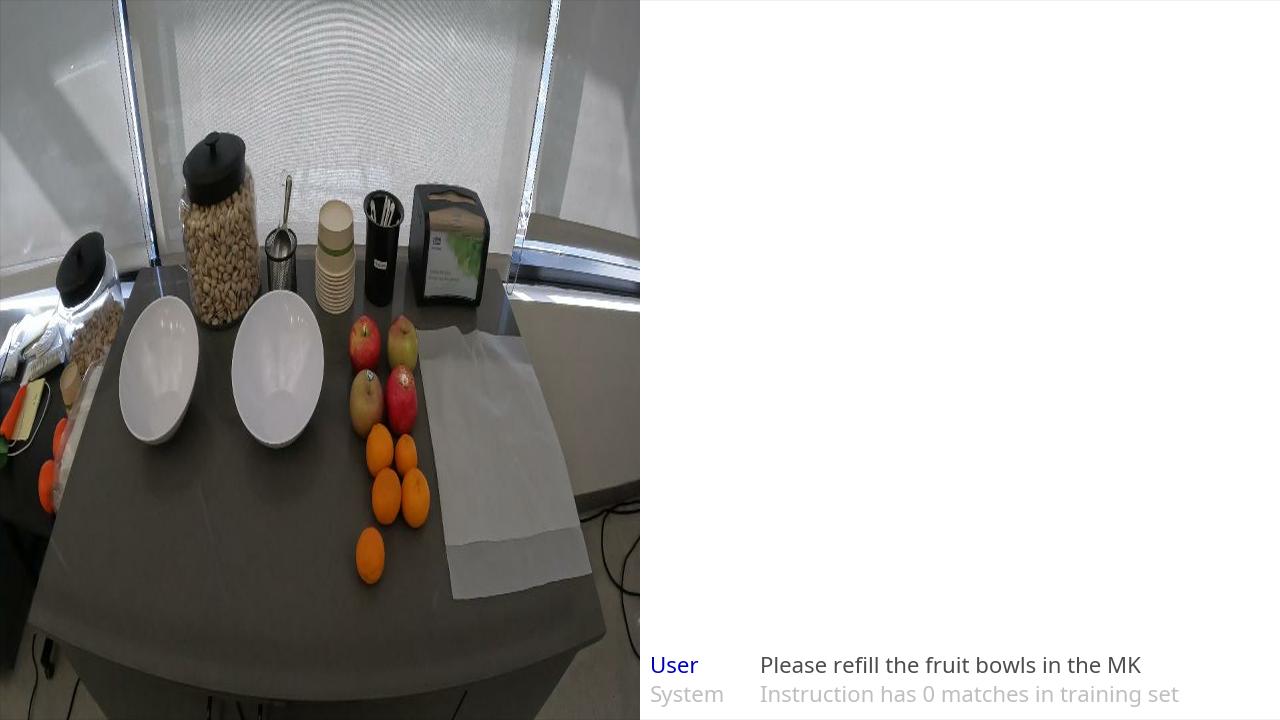 User Please refill the fruit bowls in the MK
System Instruction has 0 matches in training set